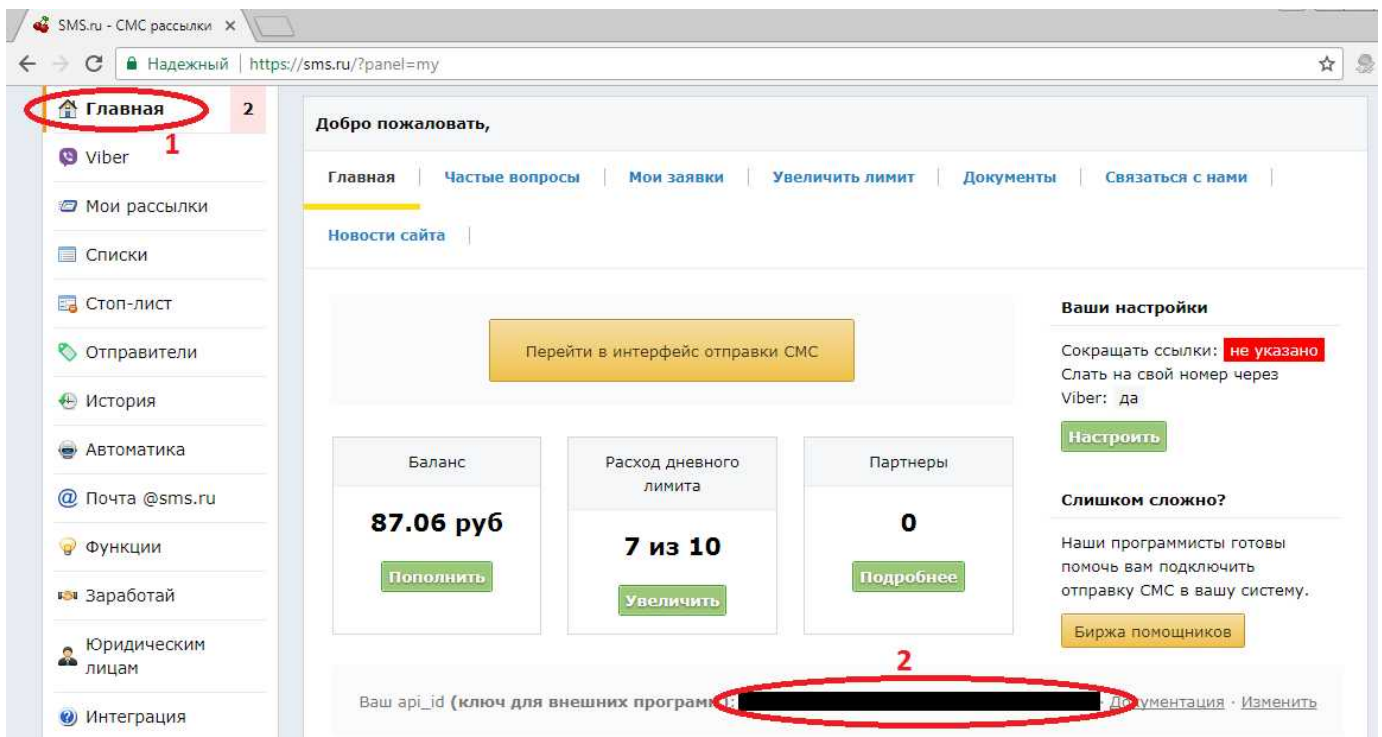 SMS.ru - СМС рассылки
Надежный https://sms.ru/?panel=my
Главная 2
1
Viber
Мои рассылки
Списки
Стоп-лист
Отправители
История
Автоматика
Почта @sms.ru
Функции
Заработай
Юридическим
лицам
Интеграция
Добро пожаловать,
Главная Частые вопросы Мои заявки Увеличить лимит Документы Связаться с нами
Новости сайта
Перейти в интерфейс отправки СМС
Баланс
87.06 руб
Пополнить
Расход дневного
лимита
7 из 10
Увеличить
Партнеры
0
Подробнее
Ваши настройки
Сокращать ссылки: не указано
Слать на свой номер через
Viber: да
Настроить
Слишком сложно?
Наши программисты готовы
помочь вам подключить
отправку СМС в вашу систему.
Биржа помощников
2
Ваш api_id (ключ для внешних программ): · Документация · Изменить